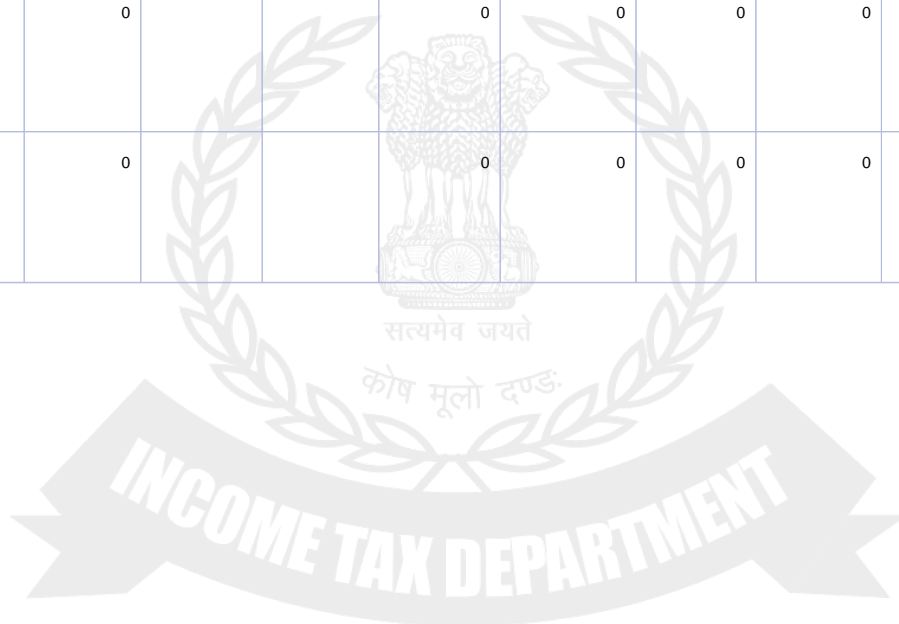 0 0 0 0 0
0 0 0 0 0
सत्यमेव जयते
कोष मूलो दण्डः
INCOME TAX DEPARTMENT